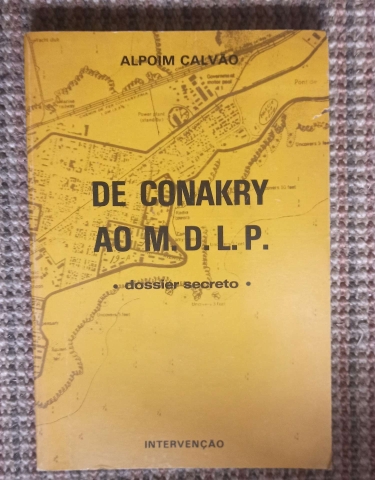 ALPOIM CALVÃO
DE CONAKRY
AO M. D. L. P.
• dossier secreto •
INTERVENÇÃO